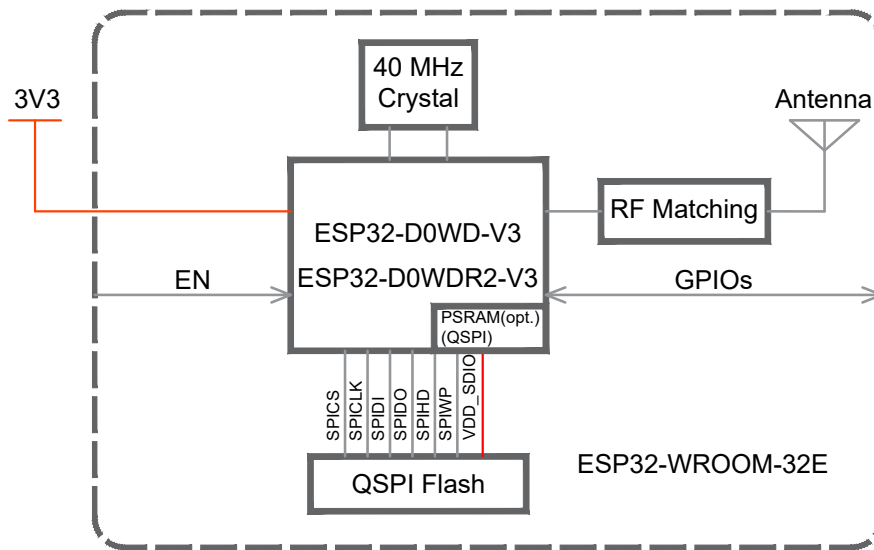 40 MHz
Crystal
3V3
Antenna
RF Matching
ESP32-D0WD-V3
ESP32-D0WDR2-V3
EN
GPIOs
PSRAM(opt.)
(QSPI)
SPICS
SPICLK
SPIDI
SPIDO
SPIHD
SPIWP
VDD_SDIO
QSPI Flash
ESP32-WROOM-32E